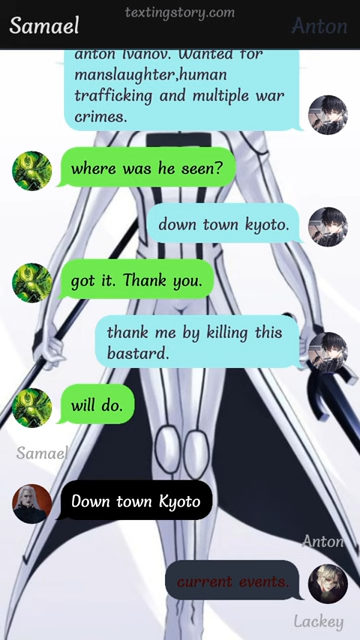 textingstory.com
Samael
Anton
anton Ivanov. Wanted for
manslaughter,human
trafficking and multiple war
crimes.
where was he seen?
down town kyoto.
got it. Thank you.
thank me by killing this
bastard.
will do.
Samael
Down town Kyoto
Anton
current events.
Lackey